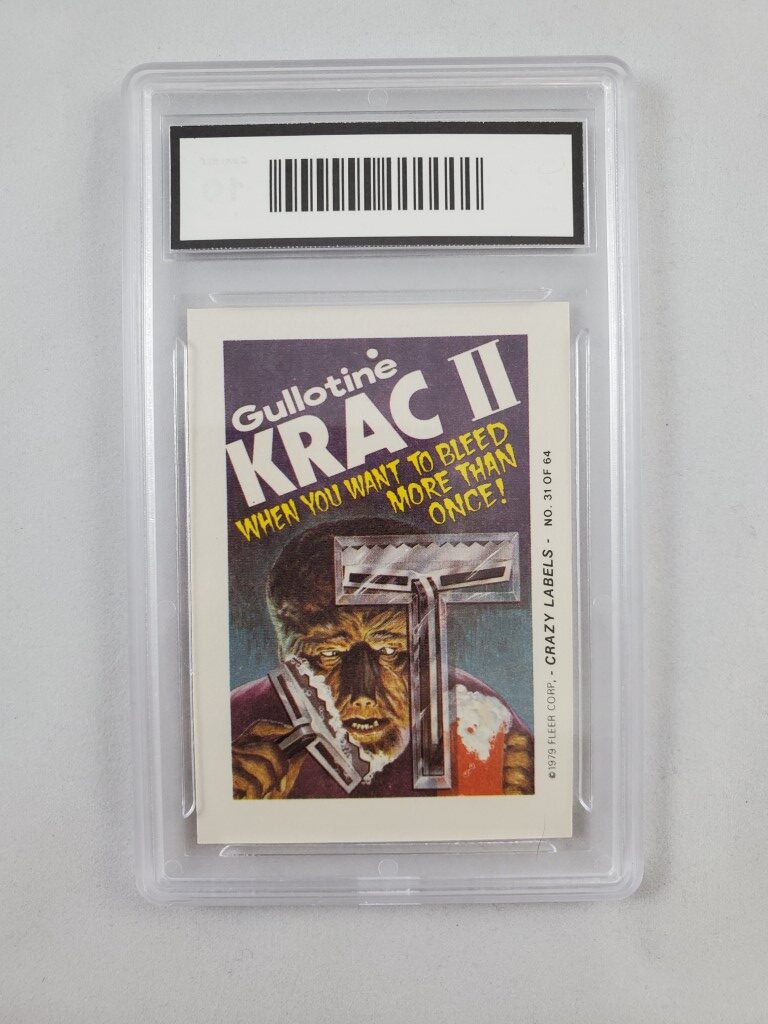 Gullotine
KRAC II
WHEN YOU WANT TO BLEED
MORE THAN
ONCE!
©1979 FLEER CORP. - CRAZY LABELS - NO. 31 OF 64